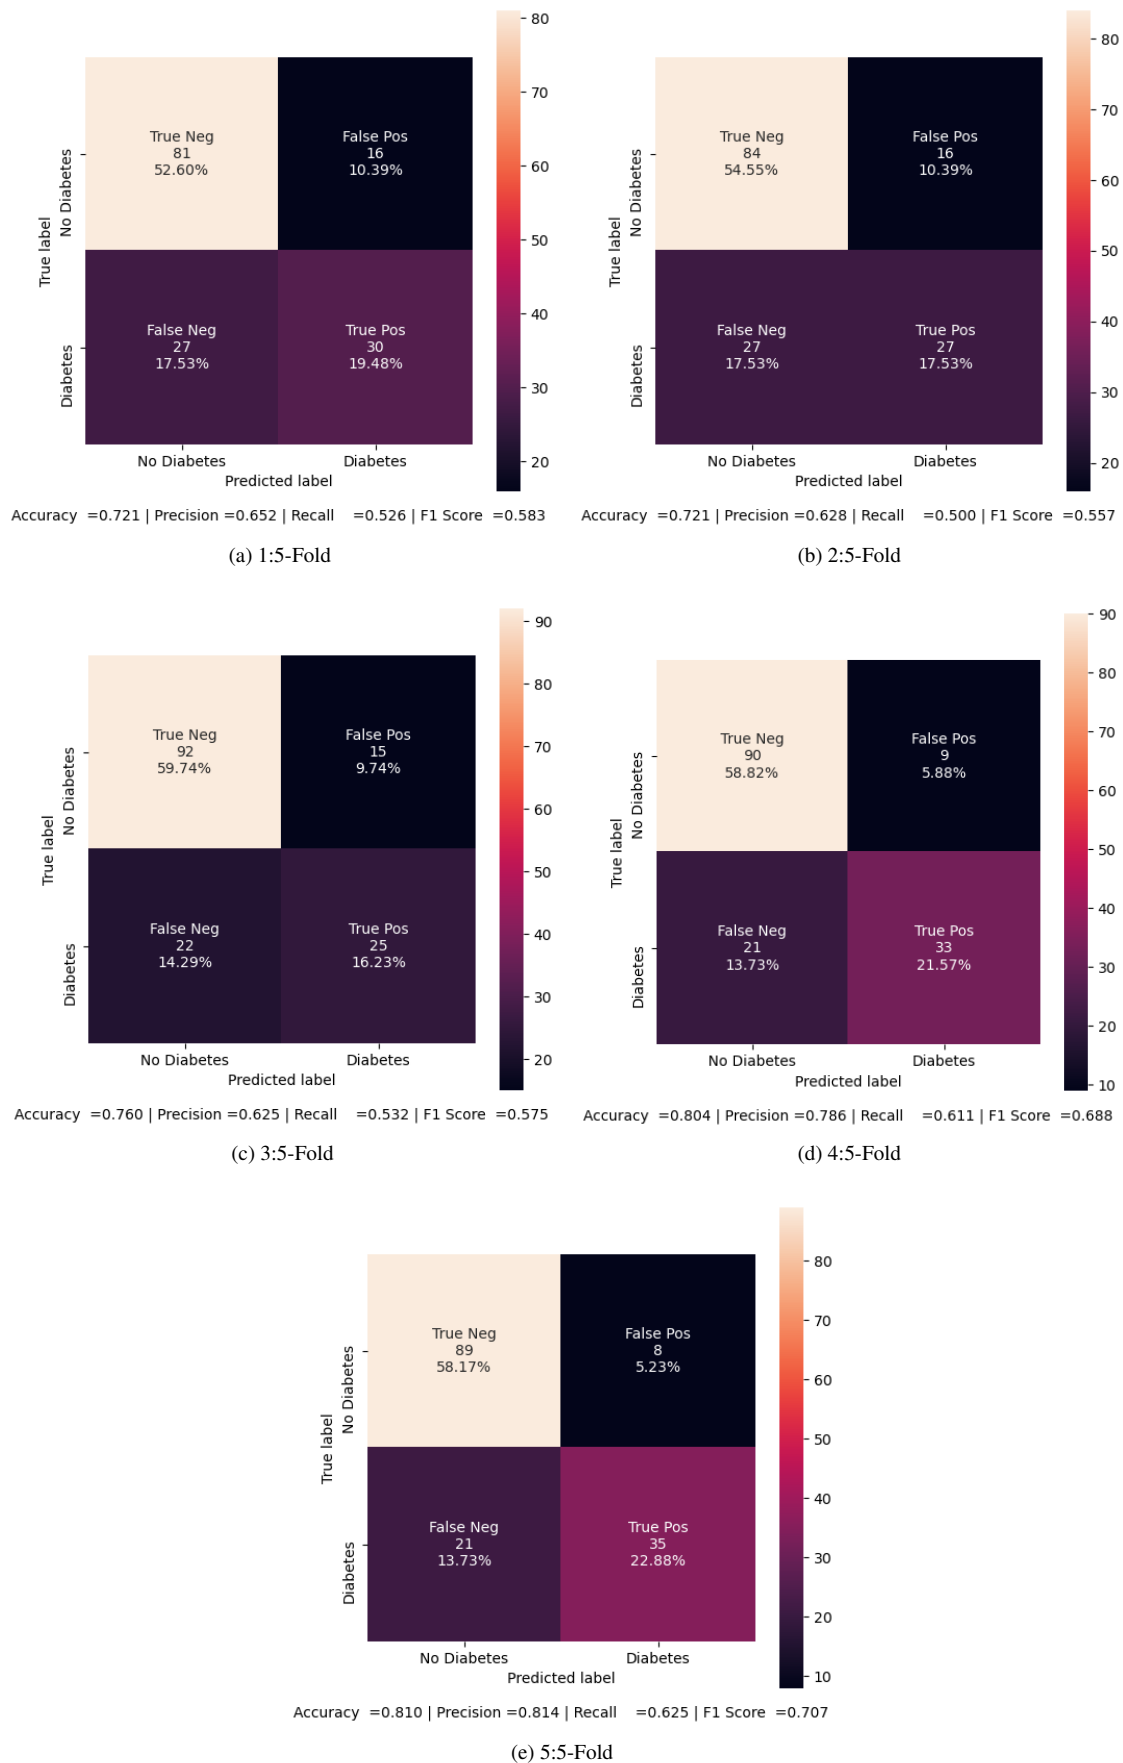 80
70
60
50
40
30
20
True Neg
81
52.60%
False Pos
16
10.39%
False Neg
27
17.53%
True Pos
30
19.48%
No Diabetes
Diabetes
True label
No Diabetes Diabetes
Predicted label
Accuracy =0.721 | Precision =0.652 | Recall =0.526 | F1 Score =0.583
(a) 1:5-Fold
80
70
60
50
40
30
20
True Neg
84
54.55%
False Pos
16
10.39%
False Neg
27
17.53%
True Pos
27
17.53%
No Diabetes
Diabetes
True label
No Diabetes Diabetes
Predicted label
Accuracy =0.721 | Precision =0.628 | Recall =0.500 | F1 Score =0.557
(b) 2:5-Fold
90
80
70
60
50
40
30
20
True Neg
92
59.74%
False Pos
15
9.74%
False Neg
22
14.29%
True Pos
25
16.23%
No Diabetes
Diabetes
True label
No Diabetes Diabetes
Predicted label
Accuracy =0.760 | Precision =0.625 | Recall =0.532 | F1 Score =0.575
(c) 3:5-Fold
90
80
70
60
50
40
30
20
10
True Neg
90
58.82%
False Pos
9
5.88%
False Neg
21
13.73%
True Pos
33
21.57%
No Diabetes
Diabetes
True label
No Diabetes Diabetes
Predicted label
Accuracy =0.804 | Precision =0.786 | Recall =0.611 | F1 Score =0.688
(d) 4:5-Fold
80
70
60
50
40
30
20
10
True Neg
89
58.17%
False Pos
8
5.23%
False Neg
21
13.73%
True Pos
35
22.88%
No Diabetes
Diabetes
True label
No Diabetes Diabetes
Predicted label
Accuracy =0.810 | Precision =0.814 | Recall =0.625 | F1 Score =0.707
(e) 5:5-Fold